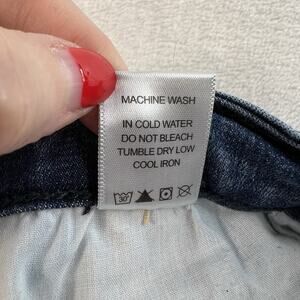 MACHINE WASH
IN COLD WATER
DO NOT BLEACH
TUMBLE DRY LOW
COOL IRON
30°